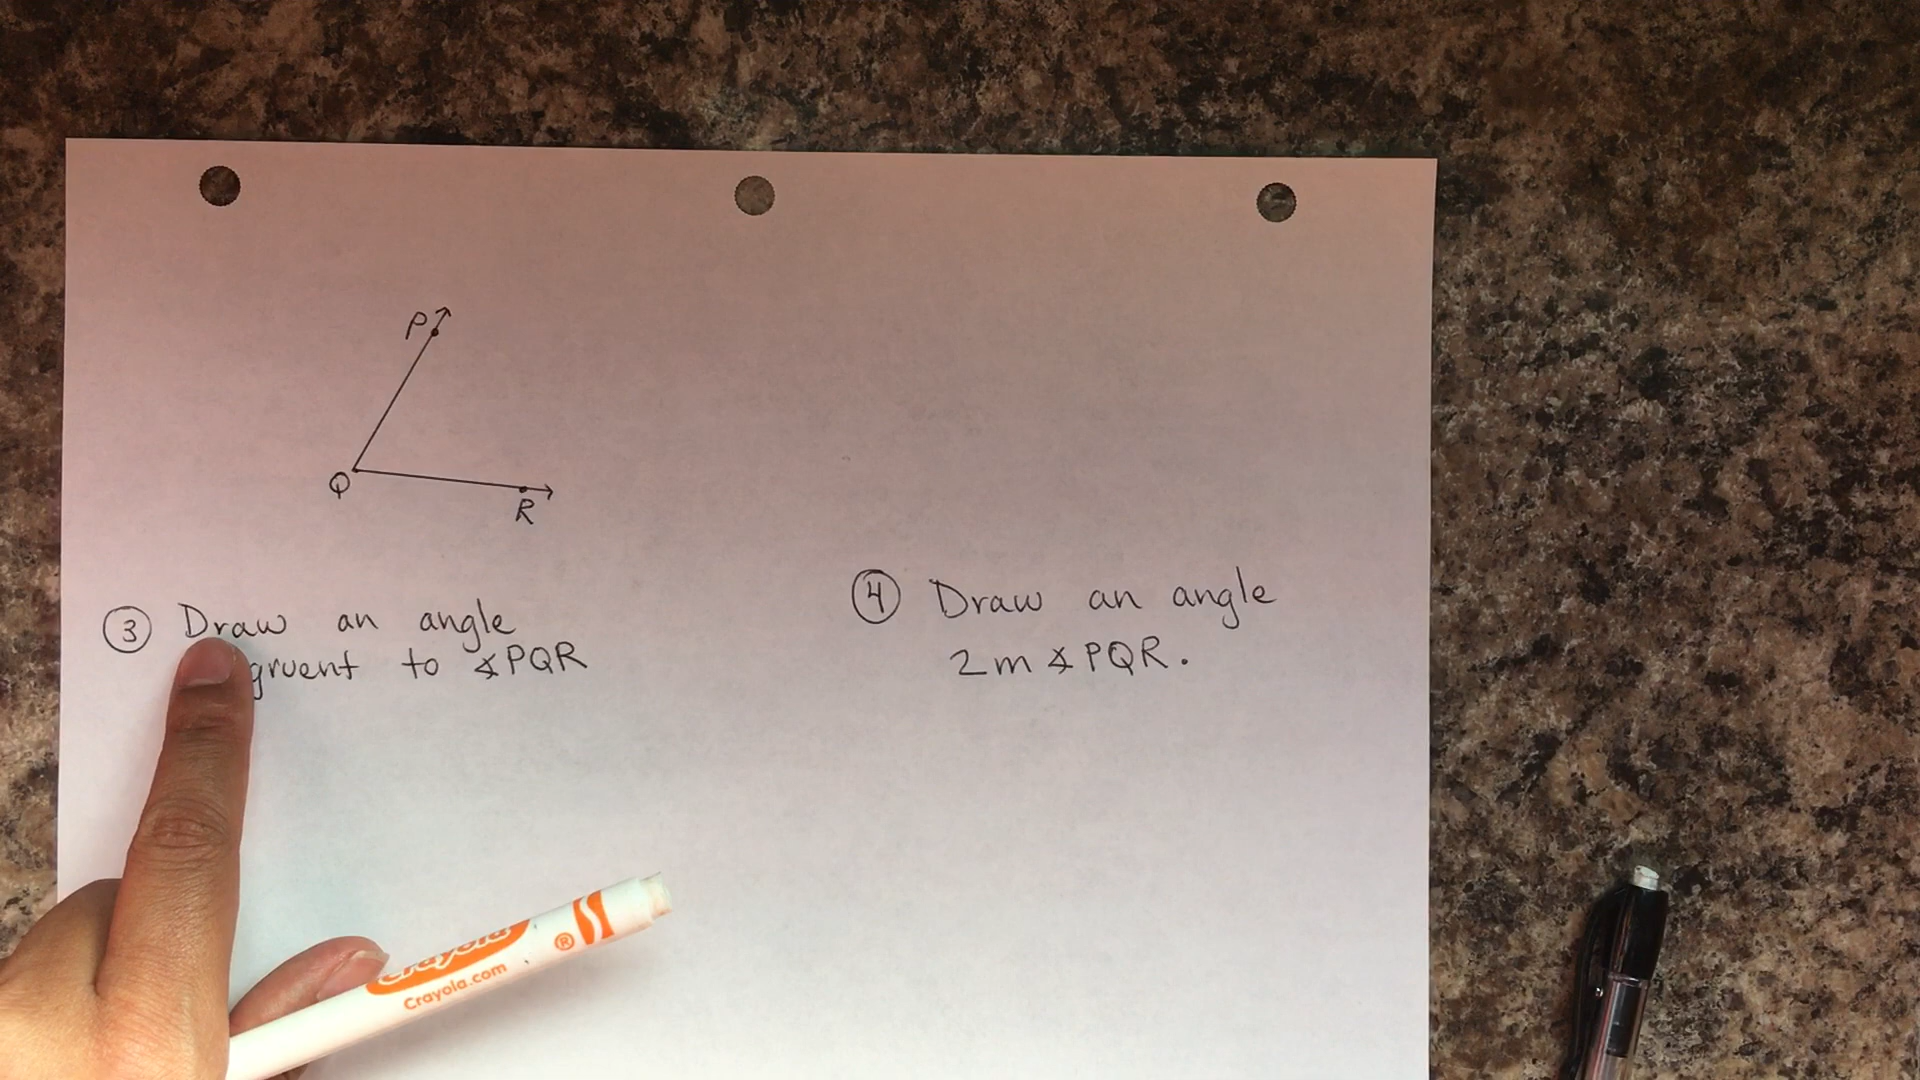 P
Q
R
③ Draw an angle
gruent to ∡PQR
④ Draw an angle
2m∡PQR.
Crayola
®
Crayola.com